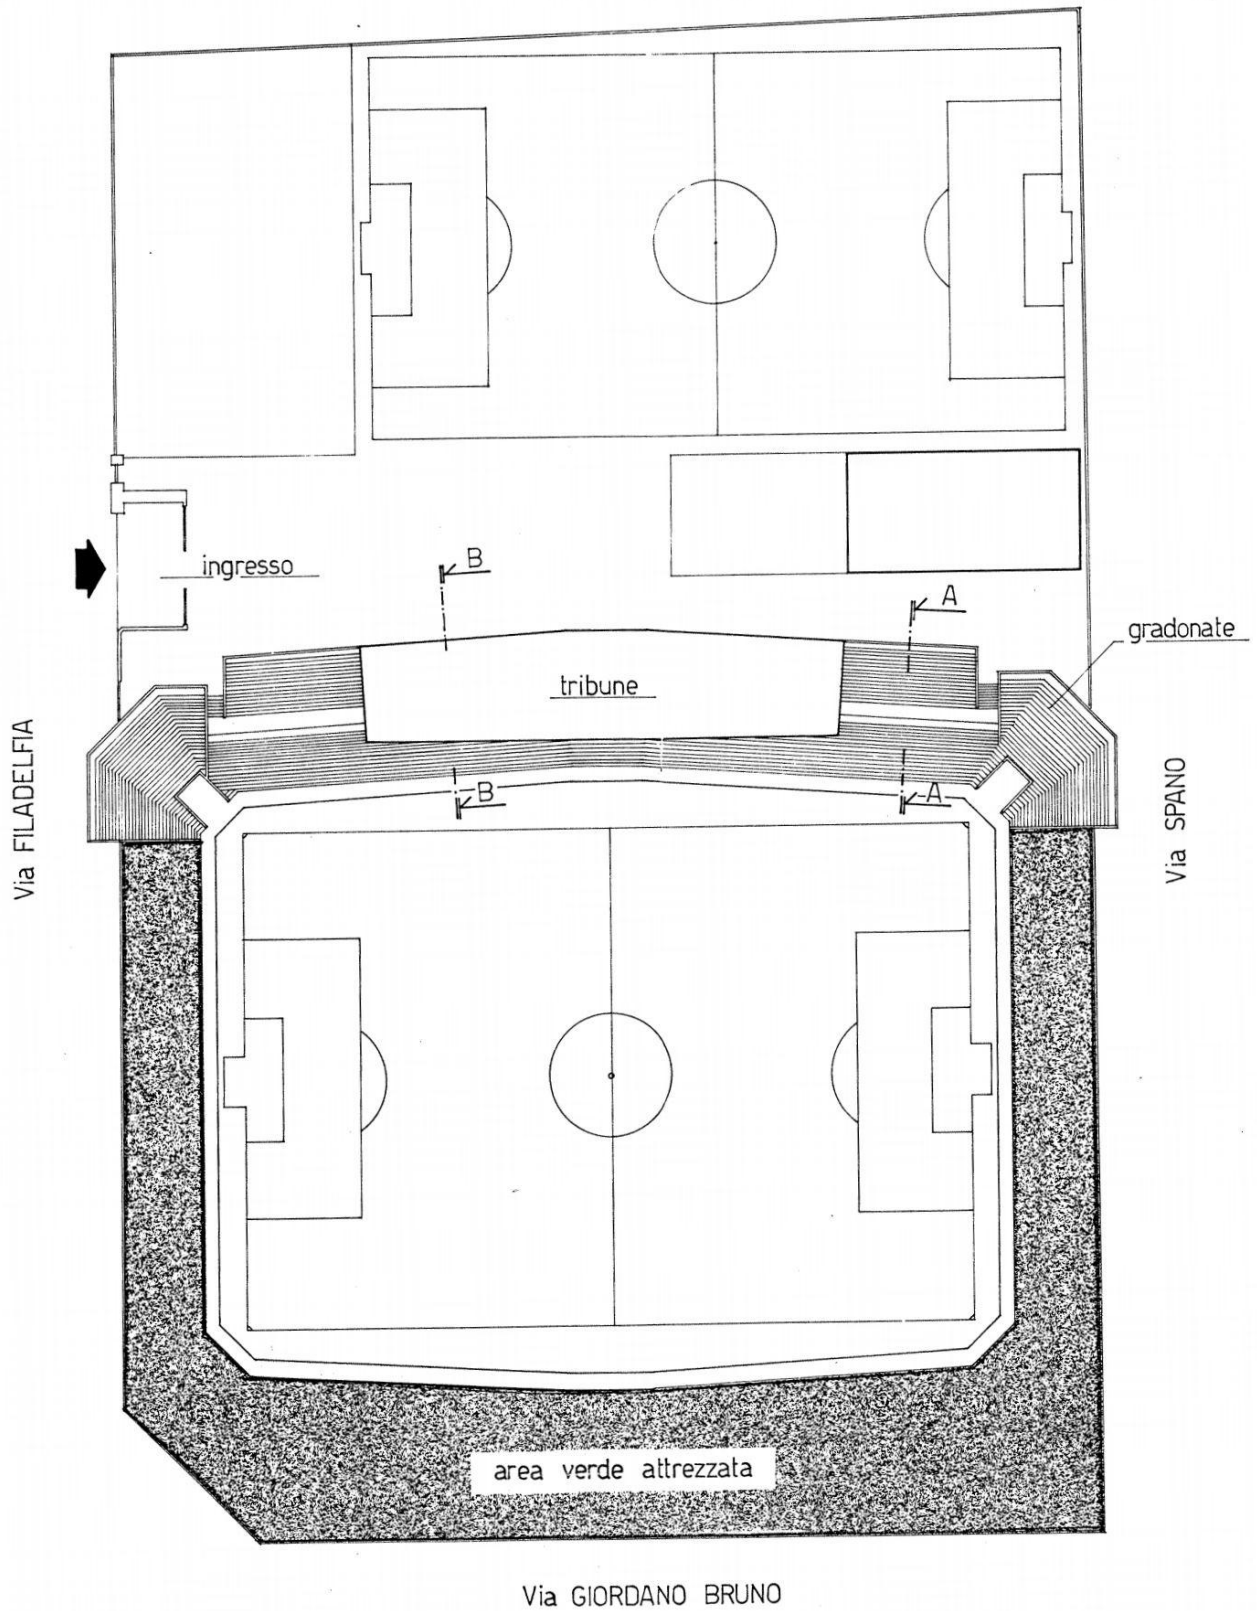 ingresso
B
A
gradonate
tribune
B
A
Via FILADELFIA
Via SPANO
area verde attrezzata
Via GIORDANO BRUNO